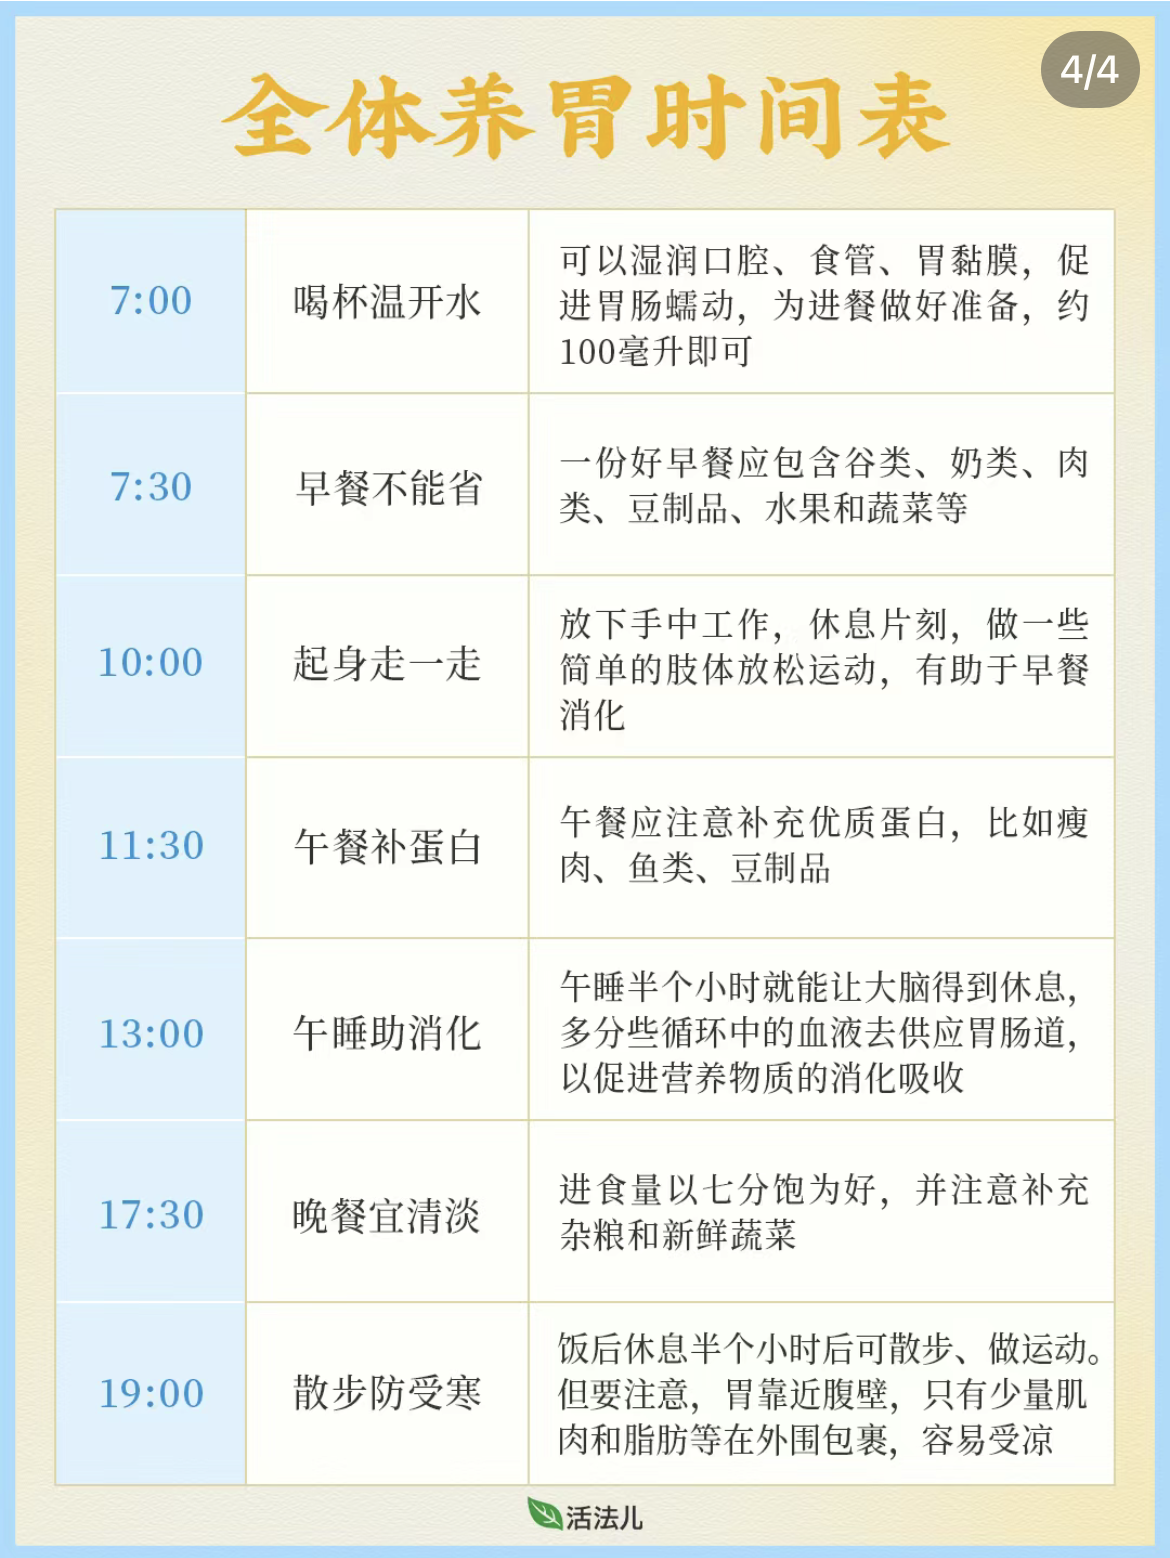 4/4
全体养胃时间表
7:00
喝杯温开水
可以湿润口腔、食管、胃黏膜，促
进胃肠蠕动，为进餐做好准备，约
100毫升即可
7:30
早餐不能省
一份好早餐应包含谷类、奶类、肉
类、豆制品、水果和蔬菜等
10:00
起身走一走
放下手中工作，休息片刻，做一些
简单的肢体放松运动，有助于早餐
消化
11:30
午餐补蛋白
午餐应注意补充优质蛋白，比如瘦
肉、鱼类、豆制品
13:00
午睡助消化
午睡半个小时就能让大脑得到休息，
多分些循环中的血液去供应胃肠道，
以促进营养物质的消化吸收
17:30
晚餐宜清淡
进食量以七分饱为好，并注意补充
杂粮和新鲜蔬菜
19:00
散步防受寒
饭后休息半个小时后可散步、做运动。
但要注意，胃靠近腹壁，只有少量肌
肉和脂肪等在外围包裹，容易受凉
活法儿